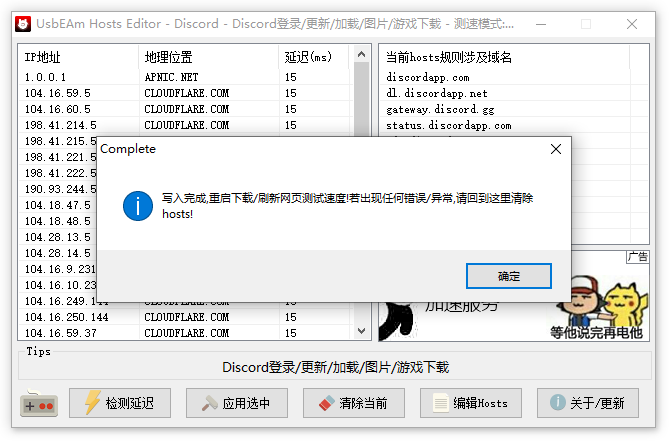 UsbEAm Hosts Editor - Discord - Discord登录/更新/加载/图片/游戏下载 - 测速模式:...
IP地址 地理位置 延迟(ms)
1.0.0.1 APNIC.NET 15
104.16.59.5 CLOUDFLARE.COM 15
104.16.60.5 CLOUDFLARE.COM 15
198.41.214.5 CLOUDFLARE.COM 15
198.41.215.5
198.41.221.5
198.41.222.5
190.93.244.5
104.18.47.5
104.18.48.5
104.28.13.5
104.28.14.5
104.16.9.231
104.16.10.23
104.16.249.144 CLOUDFLARE.COM 15
104.16.250.144 CLOUDFLARE.COM 15
104.16.59.37 CLOUDFLARE.COM 15
当前hosts规则涉及域名
discordapp.com
dl.discordapp.net
gateway.discord.gg
status.discordapp.com
Complete
写入完成,重启下载/刷新网页测试速度!若出现任何错误/异常,请回到这里清除
hosts!
确定
广告
加速服务
等他说完再电他
Tips
Discord登录/更新/加载/图片/游戏下载
检测延迟
应用选中
清除当前
编辑Hosts
关于/更新